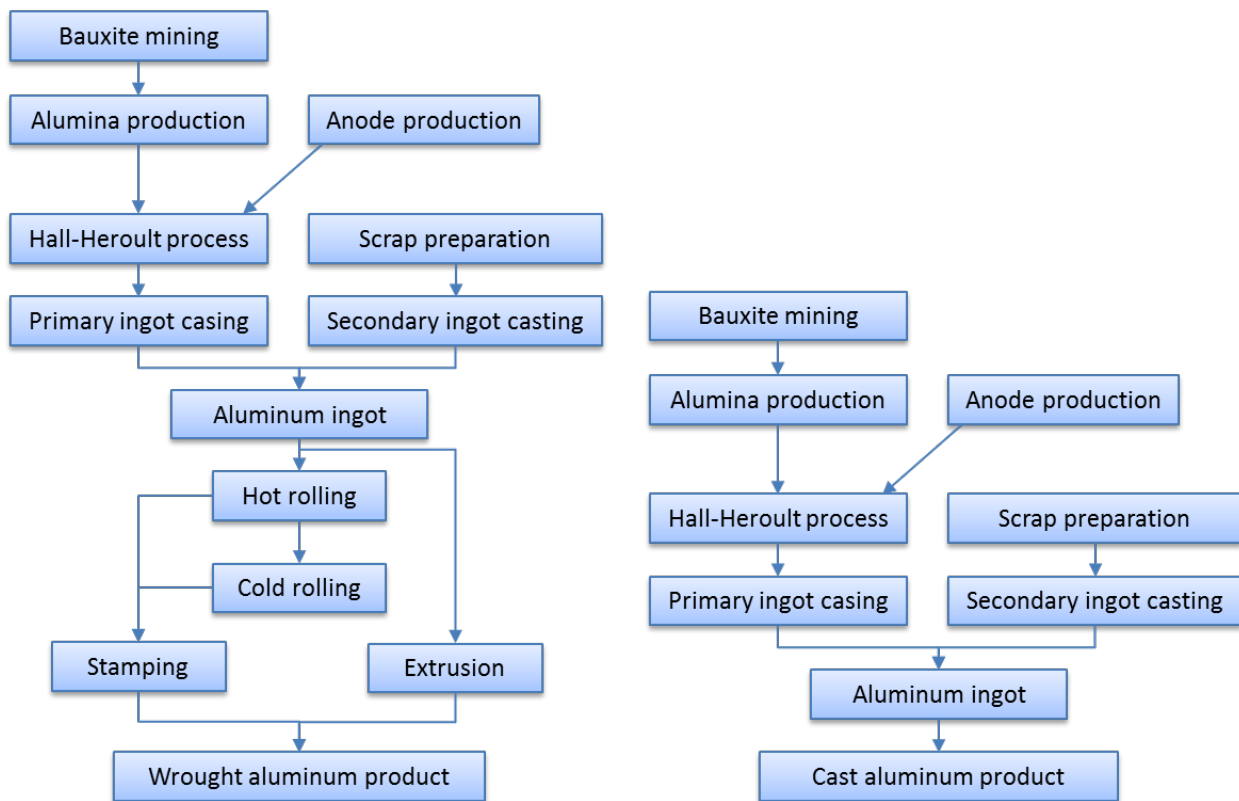 Bauxite mining
Alumina production
Anode production
Hall-Heroult process
Scrap preparation
Primary ingot casing
Secondary ingot casting
Aluminum ingot
Hot rolling
Cold rolling
Stamping
Extrusion
Wrought aluminum product
Bauxite mining
Alumina production
Anode production
Hall-Heroult process
Scrap preparation
Primary ingot casing
Secondary ingot casting
Aluminum ingot
Cast aluminum product